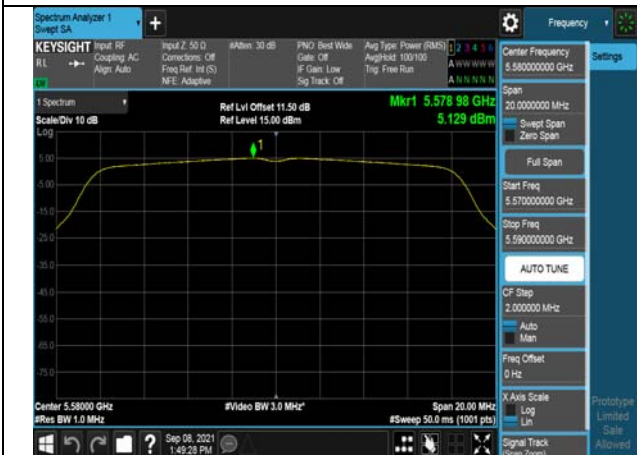 Spectrum Analyzer 1
Swept SA
+
Frequency
KEYSIGHT
RL
Input: RF
Coupling: AC
Align: Auto
Input Z: 50 Ω
Corrections: Off
Freq Ref: Int (S)
NFE: Adaptive
#Atten: 30 dB
PNO: Best Wide
Gate: Off
IF Gain: Low
Sig Track: Off
Avg Type: Power (RMS)
Avg|Hold: 100/100
Trig: Free Run
1 2 3 4 5 6
A W W W W W
A N N N N N
1 Spectrum
Scale/Div 10 dB
Log
Ref Lvl Offset 11.50 dB
Ref Level 15.00 dBm
Mkr1 5.578 98 GHz
5.129 dBm
1
5.00
-5.00
-15.0
-25.0
-35.0
-45.0
-55.0
-65.0
-75.0
Center 5.58000 GHz
#Res BW 1.0 MHz
#Video BW 3.0 MHz*
Span 20.00 MHz
#Sweep 50.0 ms (1001 pts)
Sep 08, 2021
1:49:28 PM
?
Center Frequency
5.580000000 GHz
Span
20.0000000 MHz
Swept Span
Zero Span
Full Span
Start Freq
5.570000000 GHz
Stop Freq
5.590000000 GHz
AUTO TUNE
CF Step
2.000000 MHz
Auto
Man
Freq Offset
0 Hz
X Axis Scale
Log
Lin
Signal Track
(Span Zoom)
Settings
Prototype
Limited
Sale
Allowed